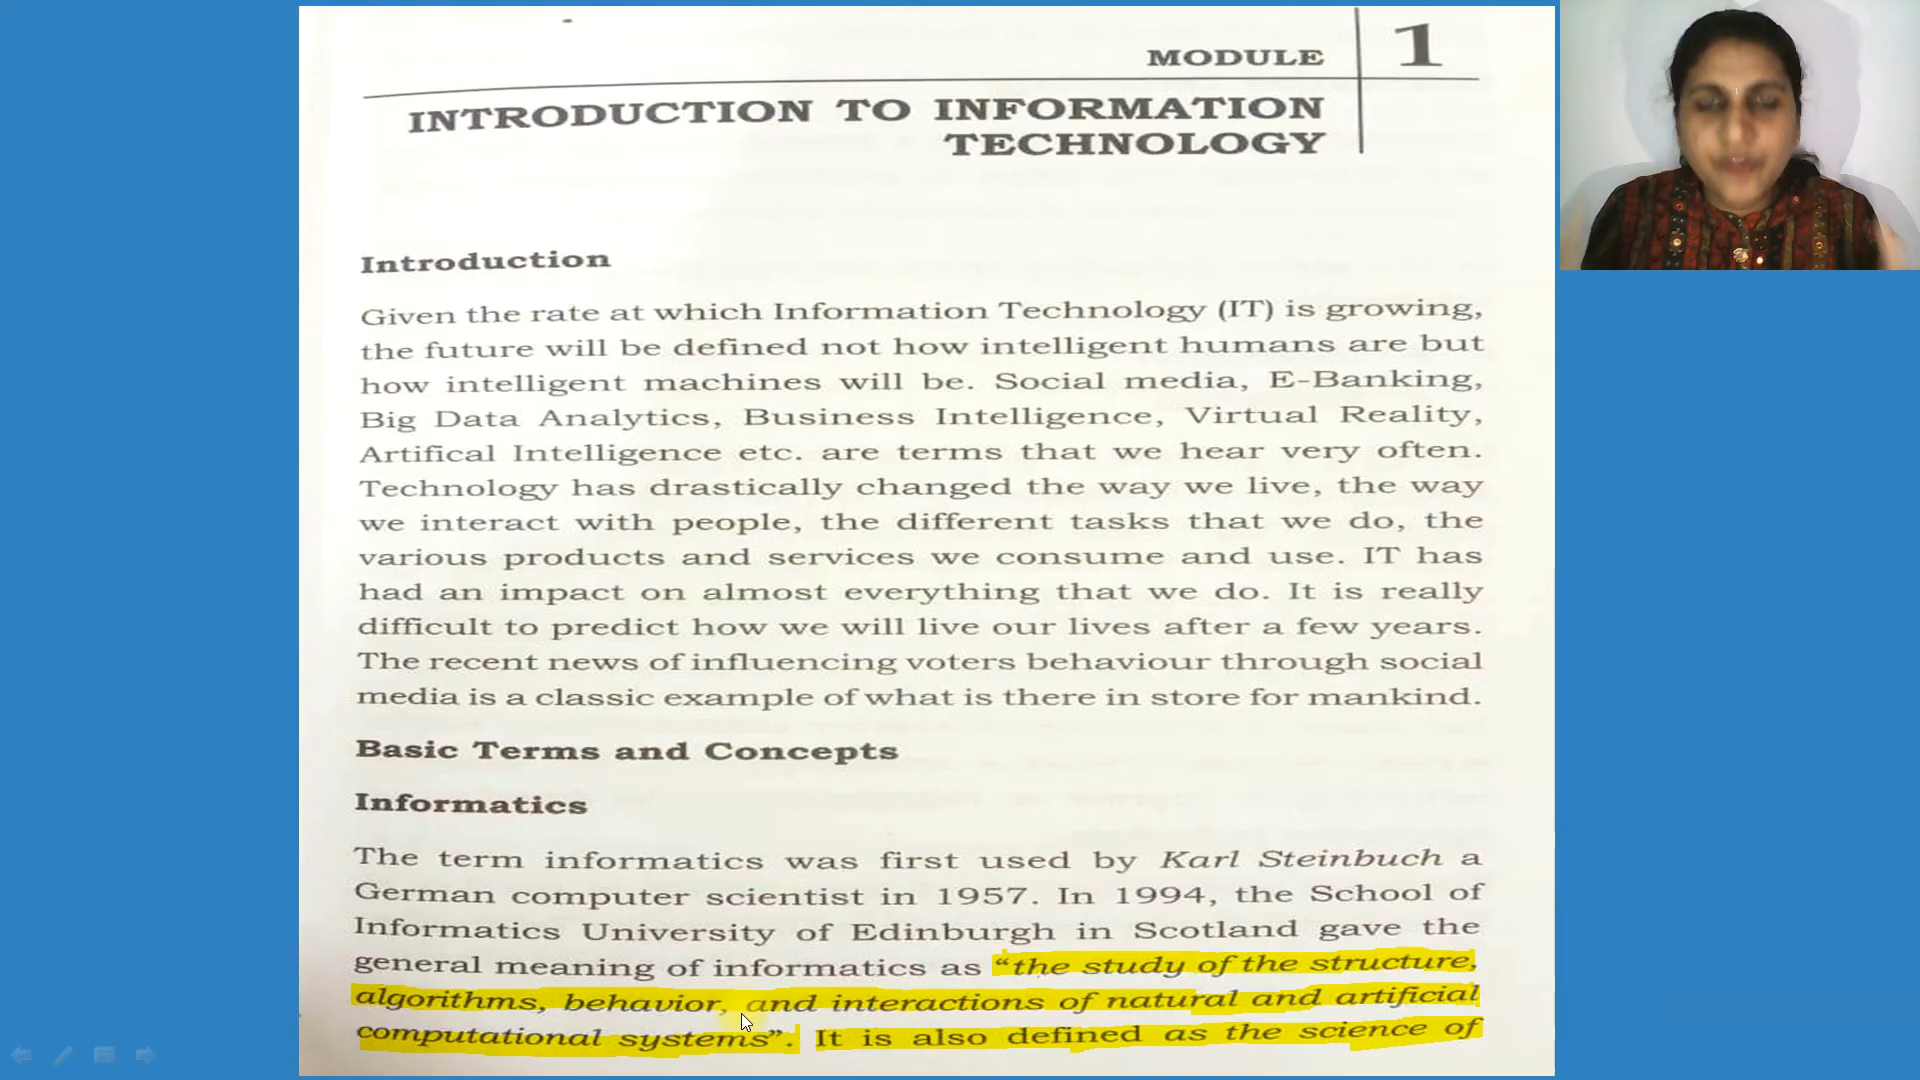 MODULE 1
INTRODUCTION TO INFORMATION
TECHNOLOGY
Introduction
Given the rate at which Information Technology (IT) is growing,
the future will be defined not how intelligent humans are but
how intelligent machines will be. Social media, E-Banking,
Big Data Analytics, Business Intelligence, Virtual Reality,
Artifical Intelligence etc. are terms that we hear very often.
Technology has drastically changed the way we live, the way
we interact with people, the different tasks that we do, the
various products and services we consume and use. IT has
had an impact on almost everything that we do. It is really
difficult to predict how we will live our lives after a few years.
The recent news of influencing voters behaviour through social
media is a classic example of what is there in store for mankind.
Basic Terms and Concepts
Informatics
The term informatics was first used by Karl Steinbuch a
German computer scientist in 1957. In 1994, the School of
Informatics University of Edinburgh in Scotland gave the
general meaning of informatics as “the study of the structure,
algorithms, behavior, and interactions of natural and artificial
computational systems”. It is also defined as the science of